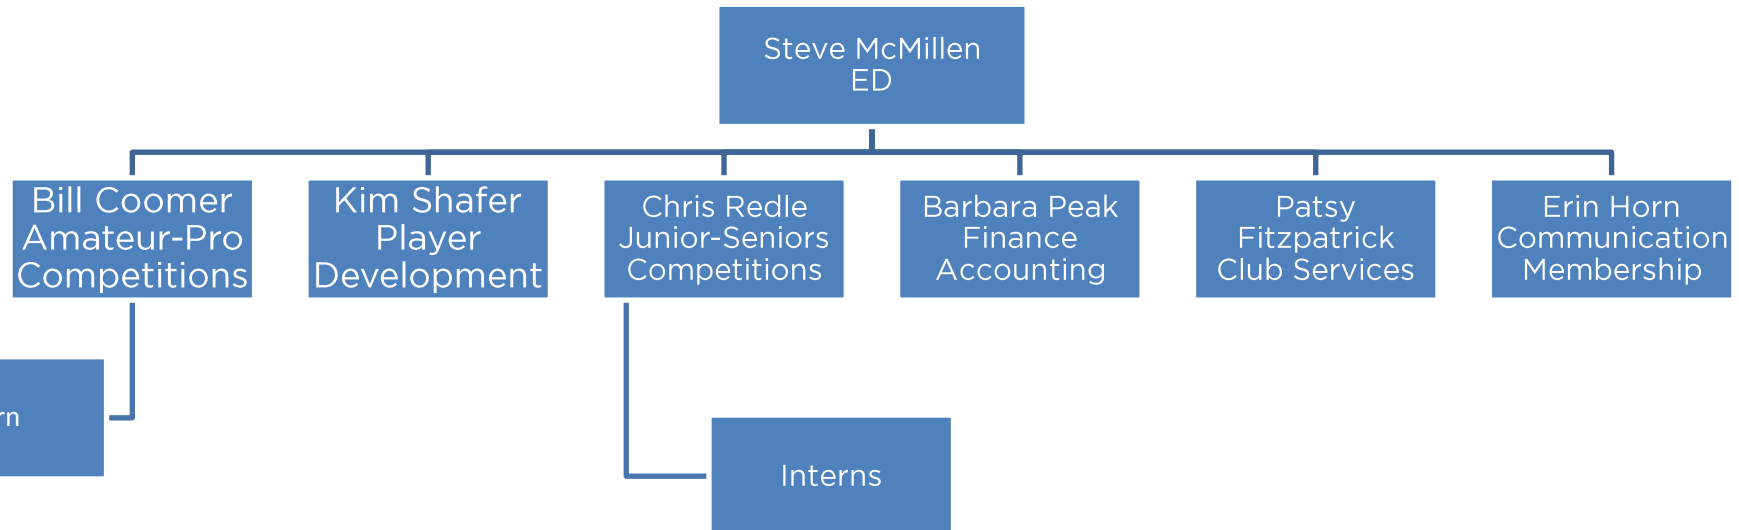 Steve McMillen
ED
Bill Coomer
Amateur-Pro
Competitions
Kim Shafer
Player
Development
Chris Redle
Junior-Seniors
Competitions
Barbara Peak
Finance
Accounting
Patsy
Fitzpatrick
Club Services
Erin Horn
Communication
Membership
Interns